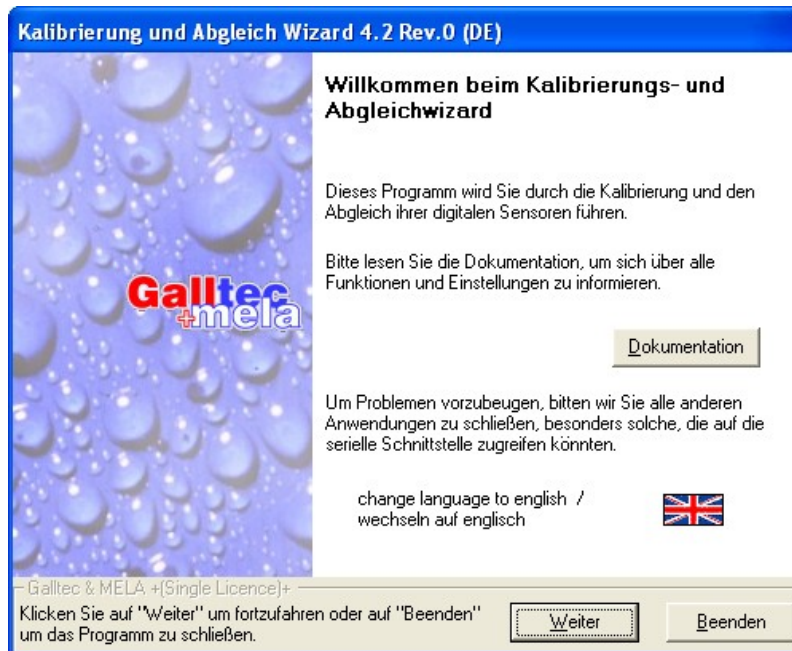 Kalibrierung und Abgleich Wizard 4.2 Rev.0 (DE)
Willkommen beim Kalibrierungs- und
Abgleichwizard
Dieses Programm wird Sie durch die Kalibrierung und den
Abgleich ihrer digitalen Sensoren führen.
Bitte lesen Sie die Dokumentation, um sich über alle
Funktionen und Einstellungen zu informieren.
Galltec
+mela
Dokumentation
Um Problemen vorzubeugen, bitten wir Sie alle anderen
Anwendungen zu schließen, besonders solche, die auf die
serielle Schnittstelle zugreifen könnten.
change language to english /
wechseln auf englisch
Galltec & MELA +(Single Licence)+
Klicken Sie auf "Weiter" um fortzufahren oder auf "Beenden"
um das Programm zu schließen.
Weiter
Beenden